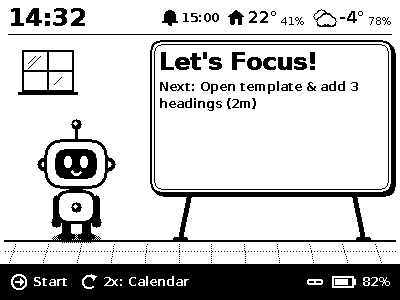 14:32 15:00 22° 41% -4° 78%
Let's Focus!
Next: Open template & add 3
headings (2m)
Start 2x: Calendar 82%